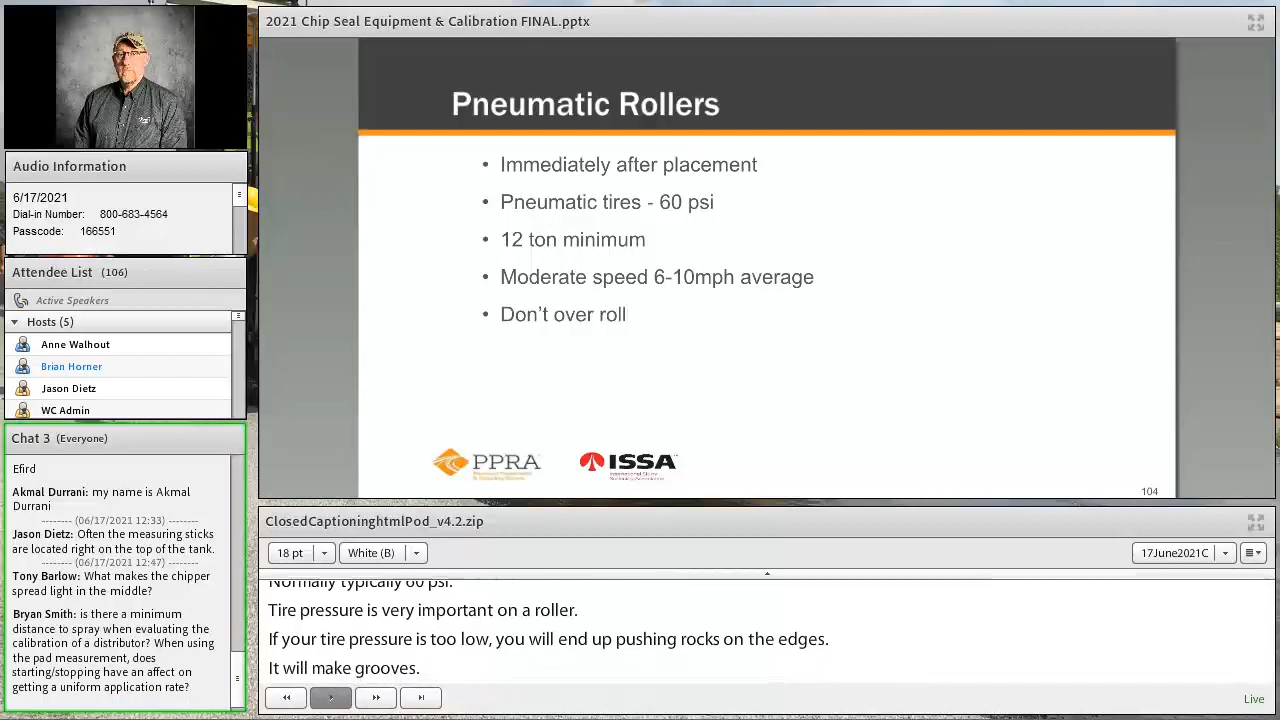 2021 Chip Seal Equipment & Calibration FINAL.pptx
Pneumatic Rollers
• Immediately after placement
• Pneumatic tires - 60 psi
• 12 ton minimum
• Moderate speed 6-10mph average
• Don't over roll
PPRA
ISSA
104
Audio Information
6/17/2021
Dial-in Number: 800-683-4564
Passcode: 166551
Attendee List (106)
Active Speakers
Hosts (5)
Anne Walhout
Brian Horner
Jason Dietz
WC Admin
Chat 3 (Everyone)
Efird
Akmal Durrani: my name is Akmal
Durrani
-------- (06/17/2021 12:33) --------
Jason Dietz: Often the measuring sticks
are located right on the top of the tank.
-------- (06/17/2021 12:47) --------
Tony Barlow: What makes the chipper
spread light in the middle?
Bryan Smith: is there a minimum
distance to spray when evaluating the
calibration of a distributor? When using
the pad measurement, does
starting/stopping have an affect on
getting a uniform application rate?
ClosedCaptioninghtmlPod_v4.2.zip
18 pt
White (B)
17June2021C
Normally typically 60 psi.
Tire pressure is very important on a roller.
If your tire pressure is too low, you will end up pushing rocks on the edges.
It will make grooves.
Live